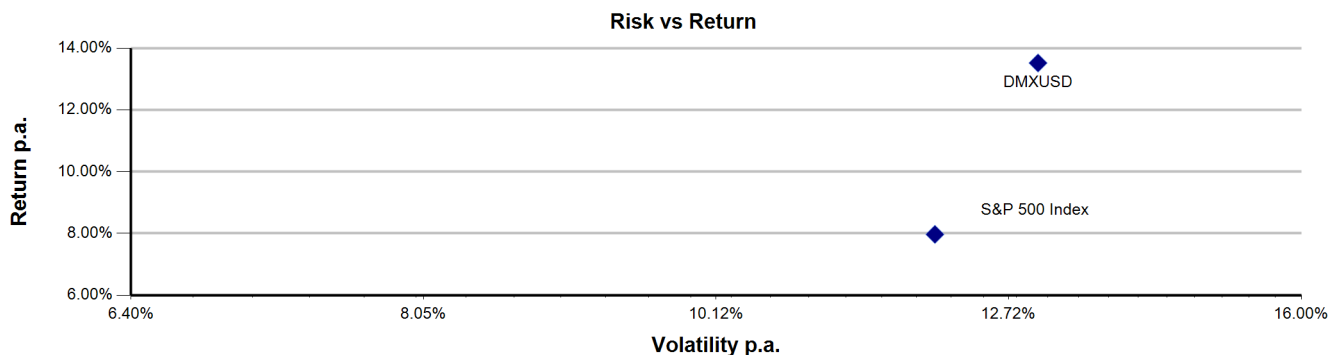 Risk vs Return
14.00%
DMXUSD
12.00%
10.00%
S&P 500 Index
8.00%
6.00%
Return p.a.
6.40% 8.05% 10.12% 12.72% 16.00%
Volatility p.a.